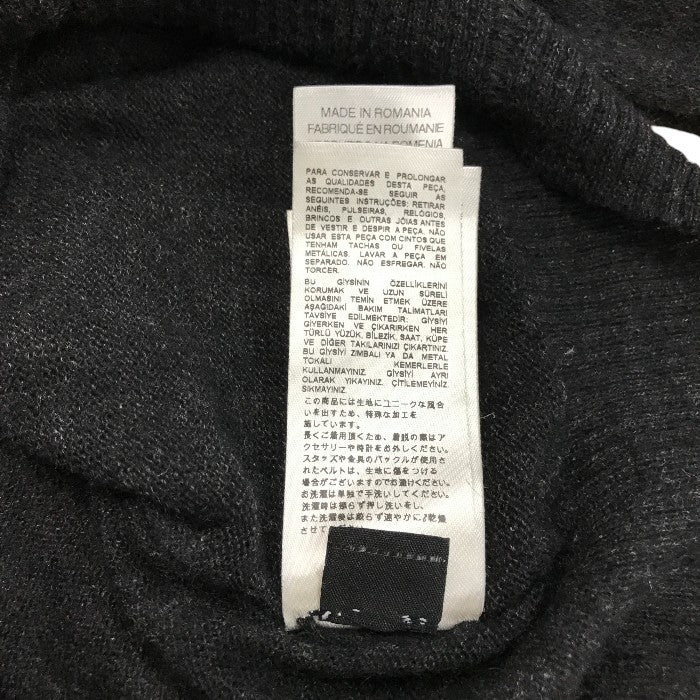 MADE IN ROMANIA
FABRIQUÉ EN ROUMANIE
PARA CONSERVAR E PROLONGAR
AS QUALIDADES DESTA PEÇA,
RECOMENDA-SE SEGUIR AS
SEGUINTES INSTRUÇÕES: RETIRAR
ANÉIS, PULSEIRAS, RELÓGIOS,
BRINCOS E OUTRAS JÓIAS ANTES
DE VESTIR E DESPIR A PEÇA. NÃO
USAR ESTA PEÇA COM CINTOS QUE
TENHAM TACHAS OU FIVELAS
METÁLICAS. LAVAR A PEÇA EM
SEPARADO. NÃO ESFREGAR. NÃO
TORCER.
BU GİYSİNİN ÖZELLİKLERİNİ
KORUMAK VE UZUN SÜRELİ
OLMASINI TEMİN ETMEK ÜZERE
AŞAĞIDAKİ BAKIM TALİMATLARI
TAVSİYE EDİLMEKTEDİR: GİYSİYİ
GİYERKEN VE ÇIKARIRKEN HER
TÜRLÜ YÜZÜK, BİLEZİK, SAAT, KÜPE
VE DİĞER TAKILARINIZI ÇIKARTINIZ.
BU GİYSİYİ ZIMBALI YA DA METAL
TOKALI KEMERLERLE
KULLANMAYINIZ. GİYSİYİ AYRI
OLARAK YIKAYINIZ. ÇİTİLEMEYİNİZ
SIKMAYINIZ.
この商品には生地にユニークな風合
いを出すため、特殊な加工を
施しています。
長くご着用頂くため、着脱の際はア
クセサリーや時計をお外しください。
スタッズや金具のバックルが使用さ
れたベルトは、生地に傷をつける
場合がございますのでお避けください。
お洗濯は単独で手洗いしてください。
洗濯時は擦らず押し洗いをし、
また洗濯後は絞らず速やかに乾燥
させて